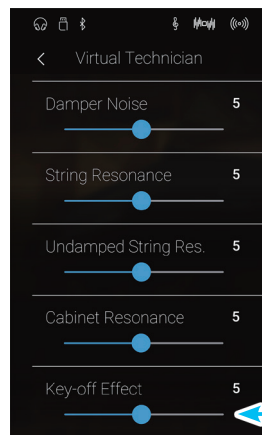 Virtual Technician
Damper Noise 5
String Resonance 5
Undamped String Res. 5
Cabinet Resonance 5
Key-off Effect 5